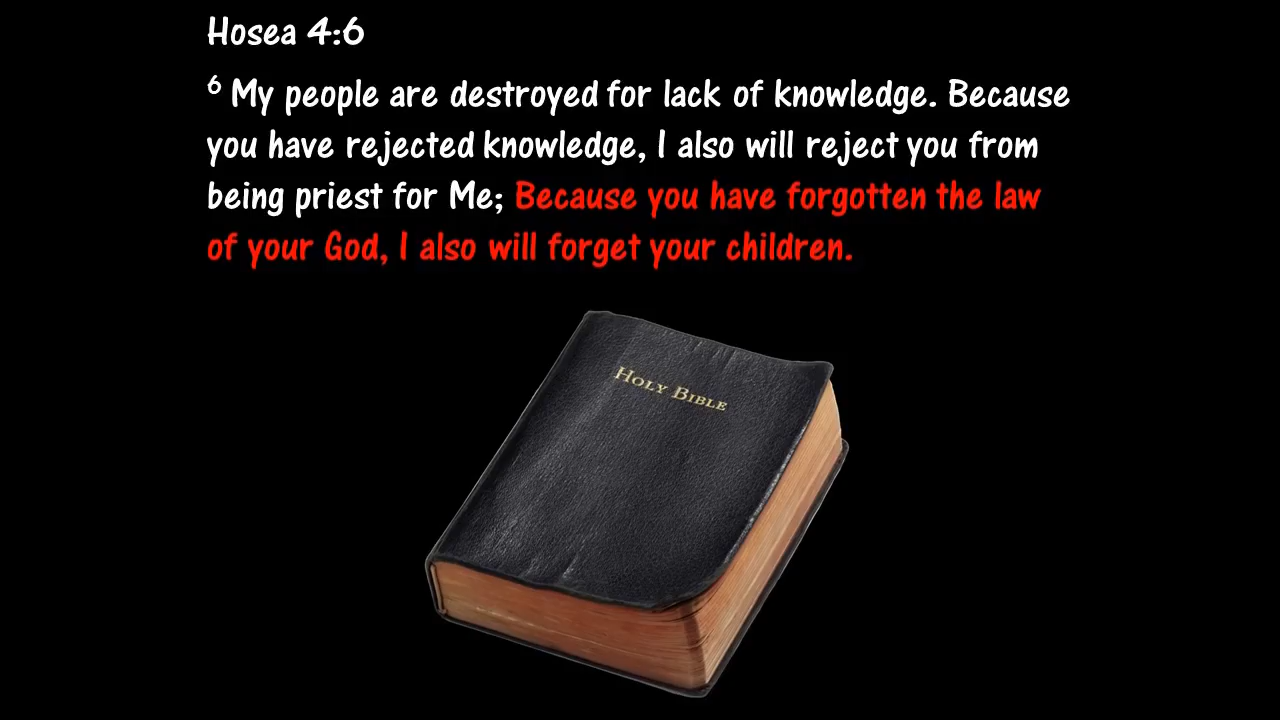 Hosea 4:6
6 My people are destroyed for lack of knowledge. Because
you have rejected knowledge, I also will reject you from
being priest for Me; Because you have forgotten the law
of your God, I also will forget your children.
HOLY BIBLE